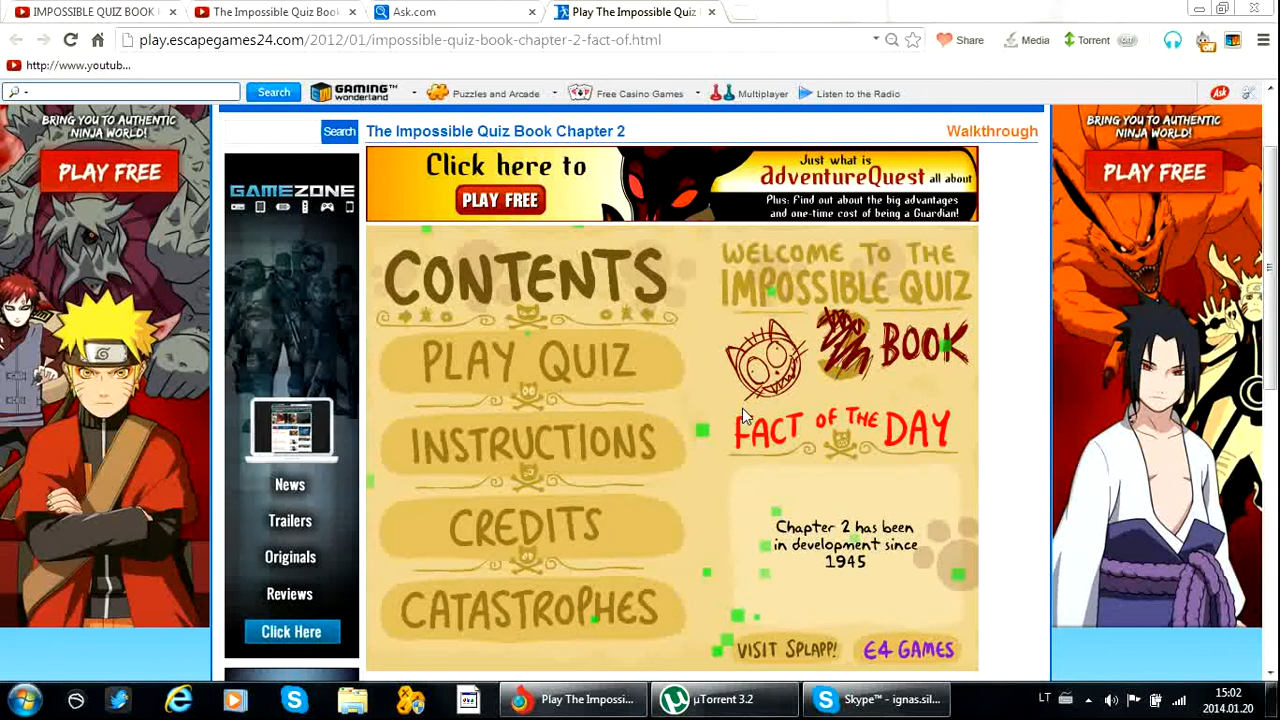 IMPOSSIBLE QUIZ BOOK
The Impossible Quiz Book
Ask.com
Play The Impossible Quiz
play.escapegames24.com/2012/01/impossible-quiz-book-chapter-2-fact-of.html
Share
Media
Torrent
http://www.youtub...
Search
GAMING wonderland
Puzzles and Arcade
Free Casino Games
Multiplayer
Listen to the Radio
Ask
BRING YOU TO AUTHENTIC
NINJA WORLD!
PLAY FREE
Search
The Impossible Quiz Book Chapter 2
Walkthrough
BRING YOU TO AUTHENTIC
NINJA WORLD!
PLAY FREE
Click here to
PLAY FREE
Just what is
AdventureQuest all about
Plus: Find out about the big advantages
and one-time cost of being a Guardian!
GAMEZONE
News
Trailers
Originals
Reviews
Click Here
CONTENTS
PLAY QUIZ
INSTRUCTIONS
CREDITS
CATASTROPHES
WELCOME TO THE
IMPOSSIBLE QUIZ
BOOK
FACT OF THE DAY
Chapter 2 has been
in development since
1945
VISIT SPLAPP!
E4 GAMES
Play The Impossi...
µTorrent 3.2
Skype™ - ignas.sil...
LT
15:02
2014.01.20